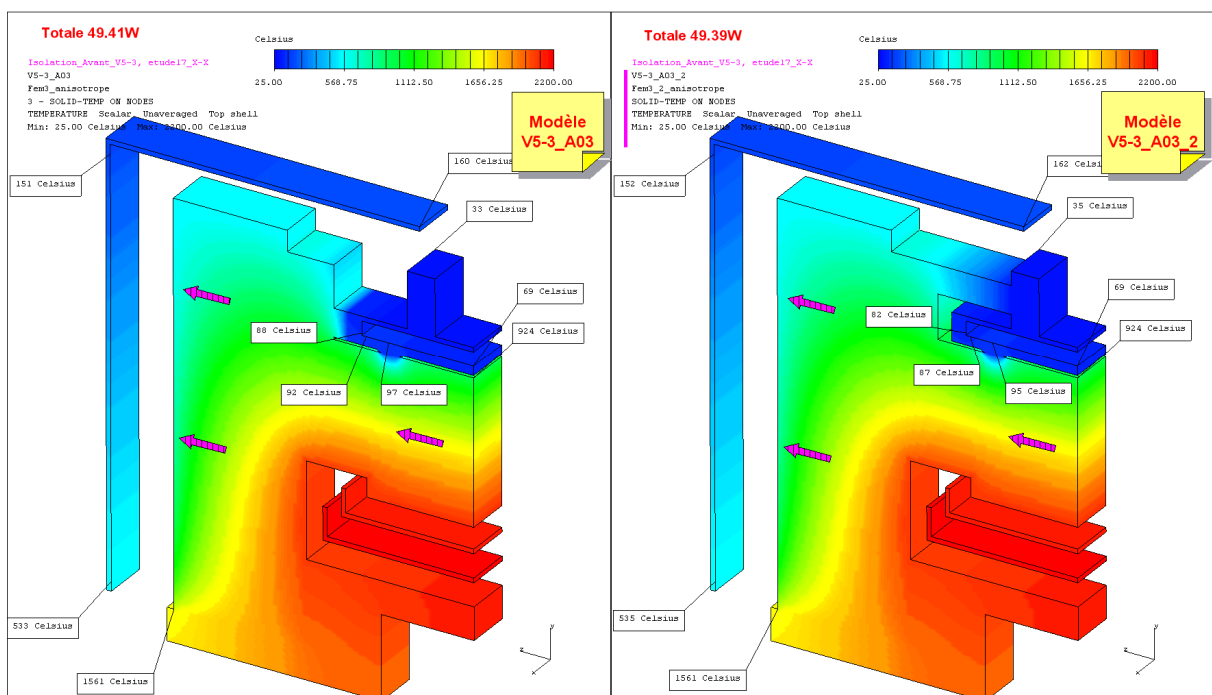 Totale 49.41W
Celsius
25.00 566.75 1112.50 1656.25 2200.00
Isolation_Avant_V5-3, etude17_X-X
V5-3_A03
Fem3_anisotrope
3 - SOLID-TEMP ON NODES
TEMPERATURE Scalar Unaveraged Top shell
Min: 25.00 Celsius Max: 2200.00 Celsius
Modèle
V5-3_A03
151 Celsius
160 Celsius
33 Celsius
69 Celsius
88 Celsius
924 Celsius
92 Celsius
97 Celsius
533 Celsius
1561 Celsius
y
z
x
Totale 49.39W
Celsius
25.00 568.75 1112.50 1656.25 2200.00
Isolation_Avant_V5-3, etude17_X-X
V5-3_A03_2
Fem3_2_anisotrope
SOLID-TEMP ON NODES
TEMPERATURE Scalar Unaveraged Top shell
Min: 25.00 Celsius Max: 2200.00 Celsius
Modèle
V5-3_A03_2
152 Celsius
162 Celsiu
35 Celsius
69 Celsius
82 Celsius
924 Celsius
87 Celsius
95 Celsius
535 Celsius
1561 Celsius
y
z
x